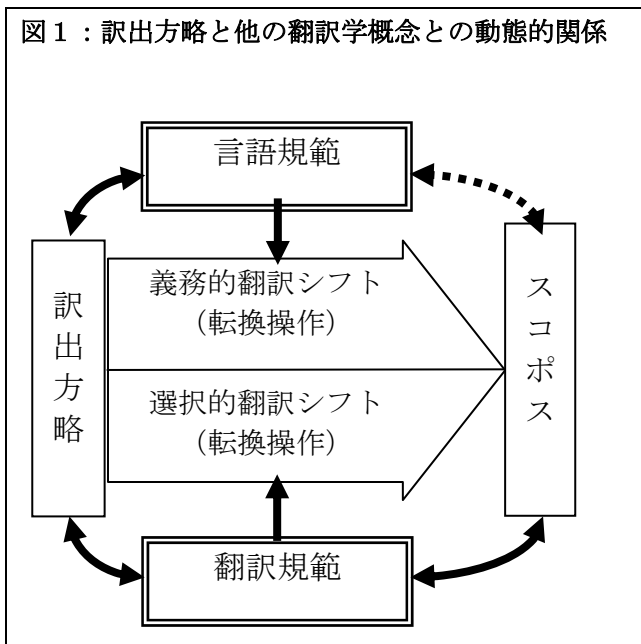 図１：訳出方略と他の翻訳学概念との動態的関係
言語規範
訳出方略
義務的翻訳シフト
（転換操作）
選択的翻訳シフト
（転換操作）
スコポス
翻訳規範